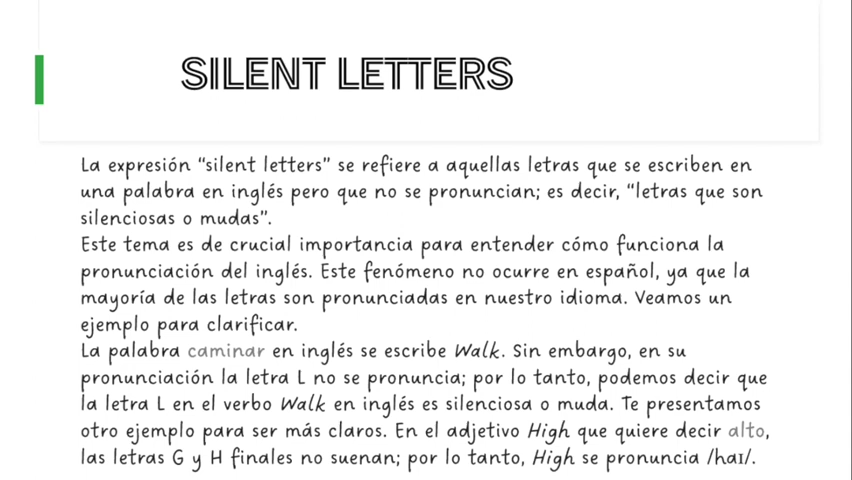 SILENT LETTERS
La expresión “silent letters” se refiere a aquellas letras que se escriben en
una palabra en inglés pero que no se pronuncian; es decir, “letras que son
silenciosas o mudas”.
Este tema es de crucial importancia para entender cómo funciona la
pronunciación del inglés. Este fenómeno no ocurre en español, ya que la
mayoría de las letras son pronunciadas en nuestro idioma. Veamos un
ejemplo para clarificar.
La palabra caminar en inglés se escribe Walk. Sin embargo, en su
pronunciación la letra L no se pronuncia; por lo tanto, podemos decir que
la letra L en el verbo Walk en inglés es silenciosa o muda. Te presentamos
otro ejemplo para ser más claros. En el adjetivo High que quiere decir alto,
las letras G y H finales no suenan; por lo tanto, High se pronuncia /haɪ/.